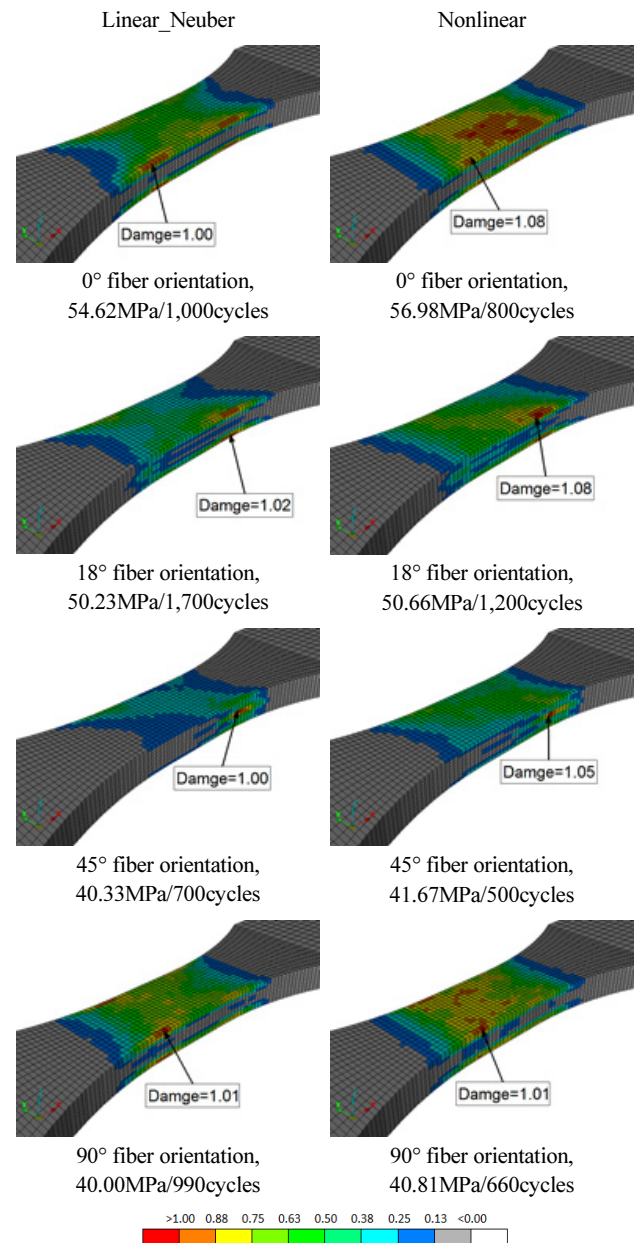 Linear_Neuber
Nonlinear
Damge=1.00
Damge=1.08
0° fiber orientation,
54.62MPa/1,000cycles
0° fiber orientation,
56.98MPa/800cycles
Damge=1.02
Damge=1.08
18° fiber orientation,
50.23MPa/1,700cycles
18° fiber orientation,
50.66MPa/1,200cycles
Damge=1.00
Damge=1.05
45° fiber orientation,
40.33MPa/700cycles
45° fiber orientation,
41.67MPa/500cycles
Damge=1.01
Damge=1.01
90° fiber orientation,
40.00MPa/990cycles
90° fiber orientation,
40.81MPa/660cycles
>1.00 0.88 0.75 0.63 0.50 0.38 0.25 0.13 <0.00